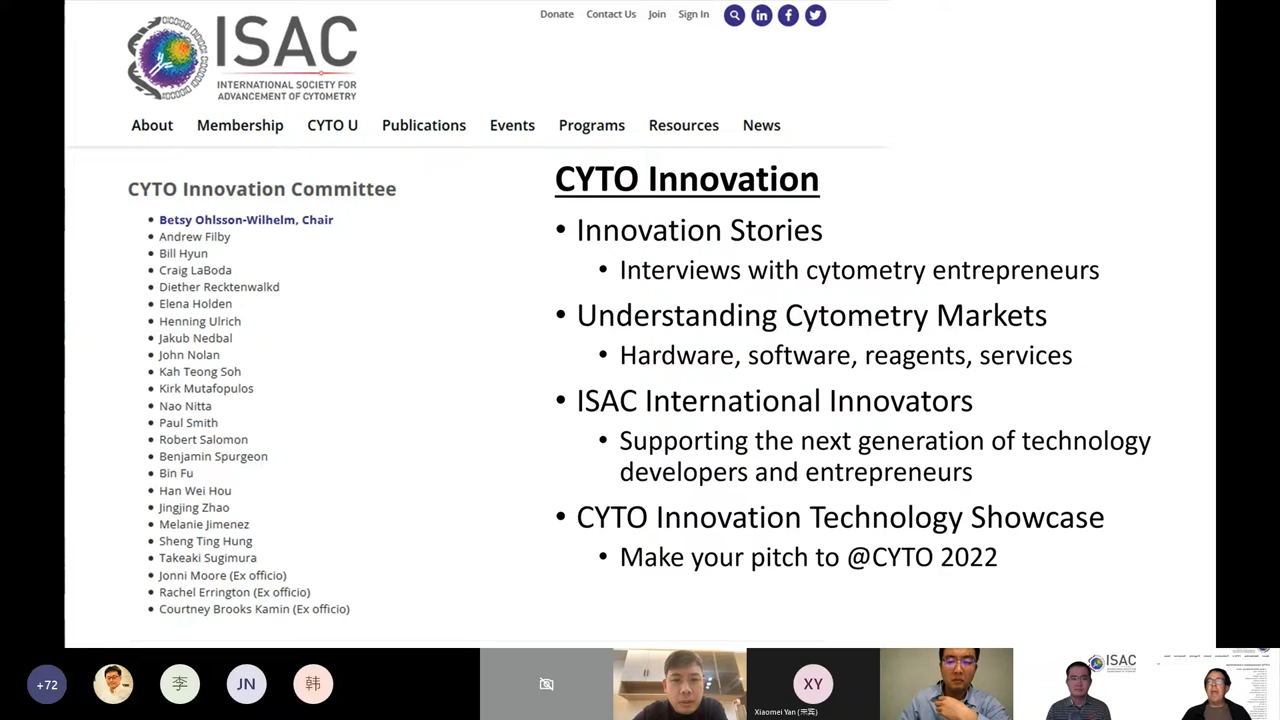 Donate Contact Us Join Sign In
ISAC
INTERNATIONAL SOCIETY FOR
ADVANCEMENT OF CYTOMETRY
About Membership CYTO U Publications Events Programs Resources News
CYTO Innovation Committee
• Betsy Ohlsson-Wilhelm, Chair
• Andrew Filby
• Bill Hyun
• Craig LaBoda
• Diether Recktenwalkd
• Elena Holden
• Henning Ulrich
• Jakub Nedbal
• John Nolan
• Kah Teong Soh
• Kirk Mutafopulos
• Nao Nitta
• Paul Smith
• Robert Salomon
• Benjamin Spurgeon
• Bin Fu
• Han Wei Hou
• Jingjing Zhao
• Melanie Jimenez
• Sheng Ting Hung
• Takeaki Sugimura
• Jonni Moore (Ex officio)
• Rachel Errington (Ex officio)
• Courtney Brooks Kamin (Ex officio)
CYTO Innovation
• Innovation Stories
• Interviews with cytometry entrepreneurs
• Understanding Cytometry Markets
• Hardware, software, reagents, services
• ISAC International Innovators
• Supporting the next generation of technology
developers and entrepreneurs
• CYTO Innovation Technology Showcase
• Make your pitch to @CYTO 2022
+72
李
JN
韩
XY
Xiaomei Yan
ISAC